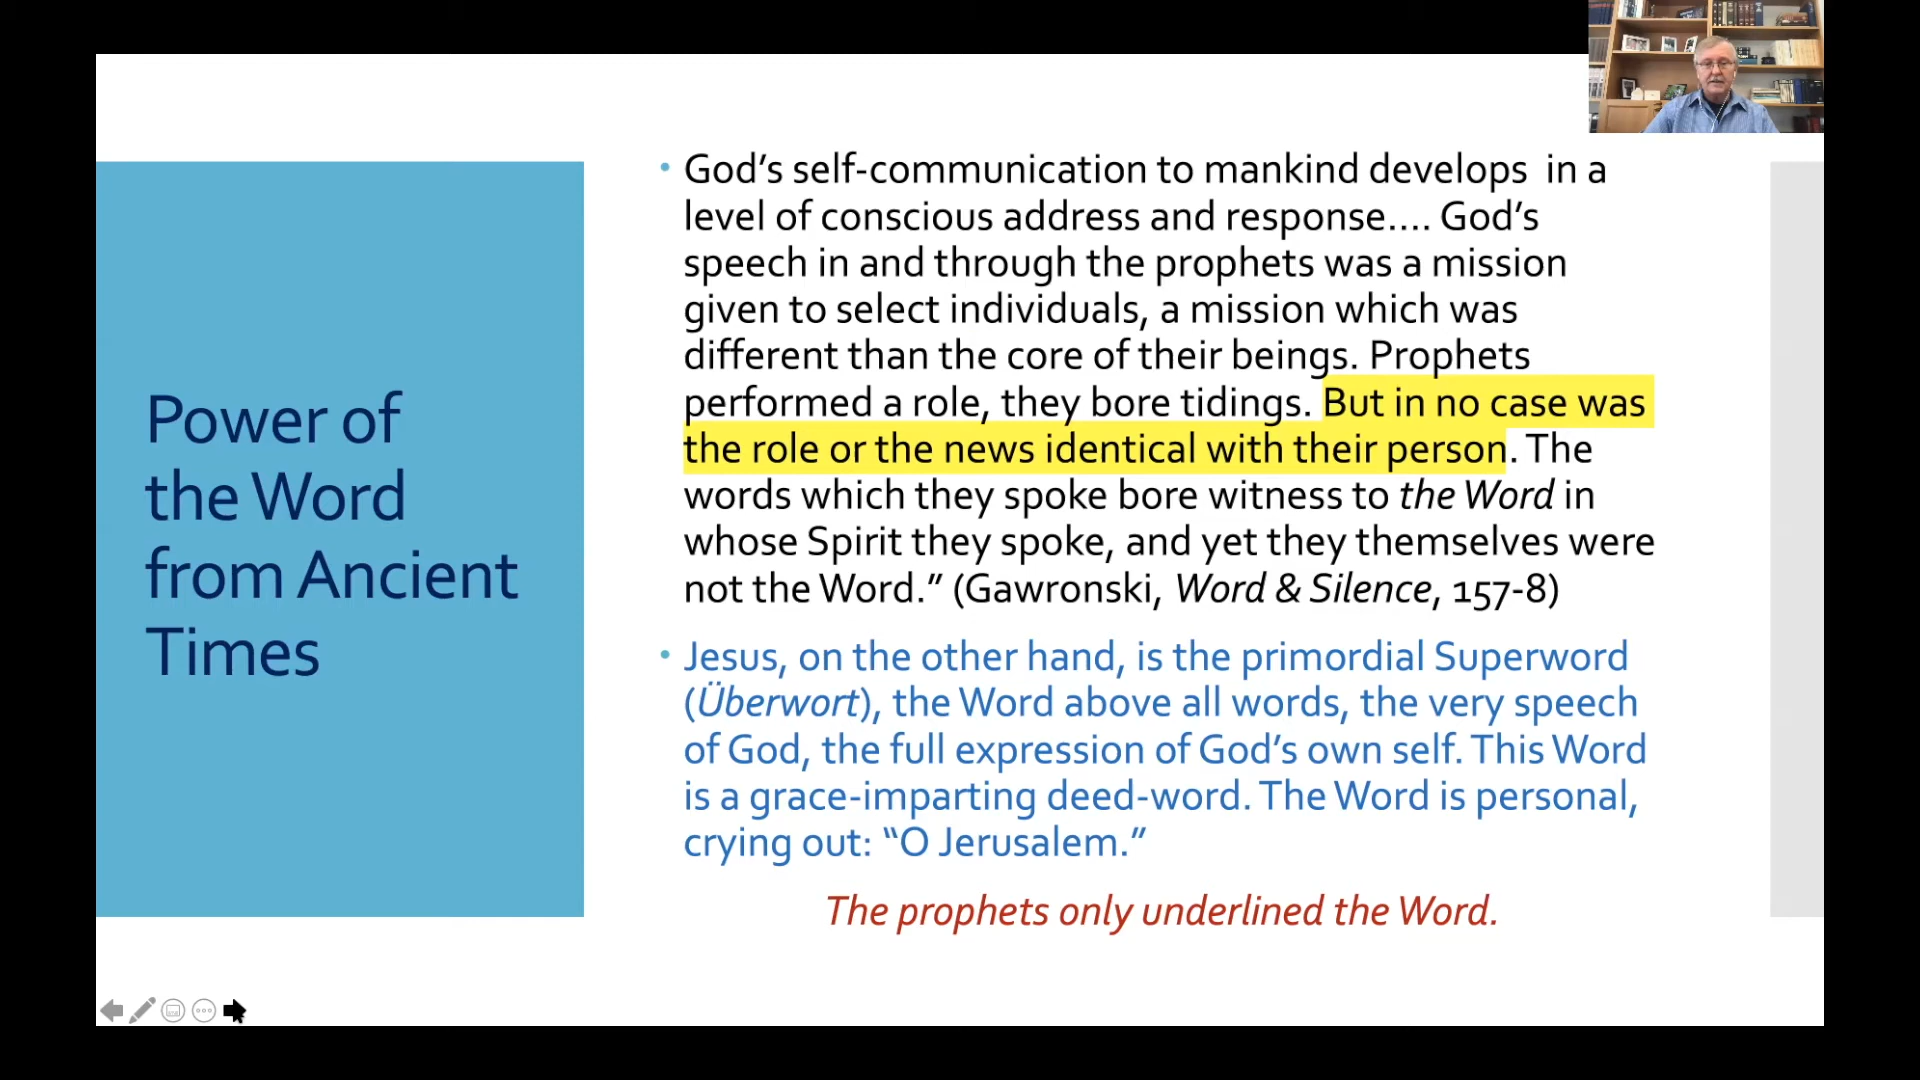 Power of
the Word
from Ancient
Times
• God’s self-communication to mankind develops  in a
level of conscious address and response.... God’s
speech in and through the prophets was a mission
given to select individuals, a mission which was
different than the core of their beings. Prophets
performed a role, they bore tidings. But in no case was
the role or the news identical with their person. The
words which they spoke bore witness to the Word in
whose Spirit they spoke, and yet they themselves were
not the Word.” (Gawronski, Word & Silence, 157-8)
• Jesus, on the other hand, is the primordial Superword
(Überwort), the Word above all words, the very speech
of God, the full expression of God’s own self. This Word
is a grace-imparting deed-word. The Word is personal,
crying out: “O Jerusalem.”
The prophets only underlined the Word.